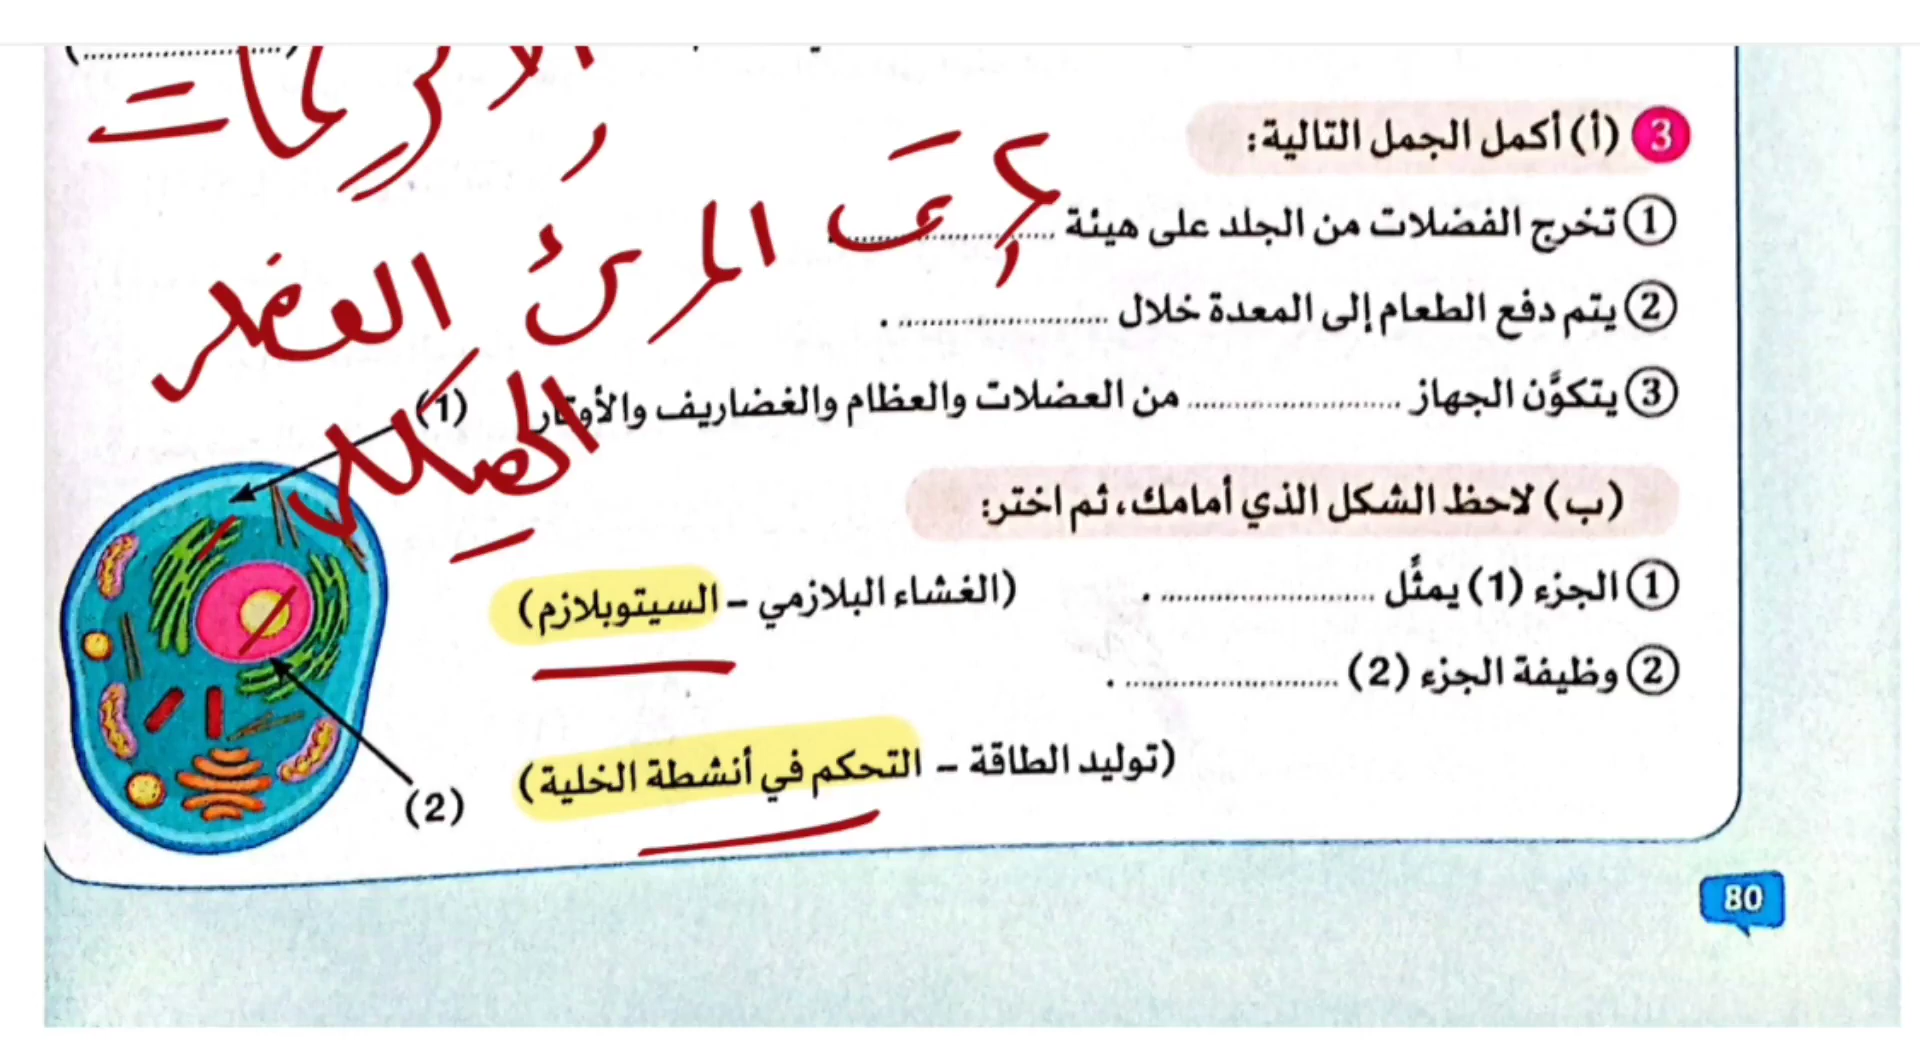 (....................)
الإنزيمات
3 (أ) أكمل الجمل التالية:
1 تخرج الفضلات من الجلد على هيئة .................... . عرق
2 يتم دفع الطعام إلى المعدة خلال .................... . المرئ
3 يتكوَّن الجهاز .................... من العضلات والعظام والغضاريف والأوتار
الهيكلى
(1)
(ب) لاحظ الشكل الذي أمامك، ثم اختر:
1 الجزء (1) يمثِّل .................... . (الغشاء البلازمي – السيتوبلازم)
2 وظيفة الجزء (2) .................... .
(توليد الطاقة – التحكم في أنشطة الخلية)
(2)
80